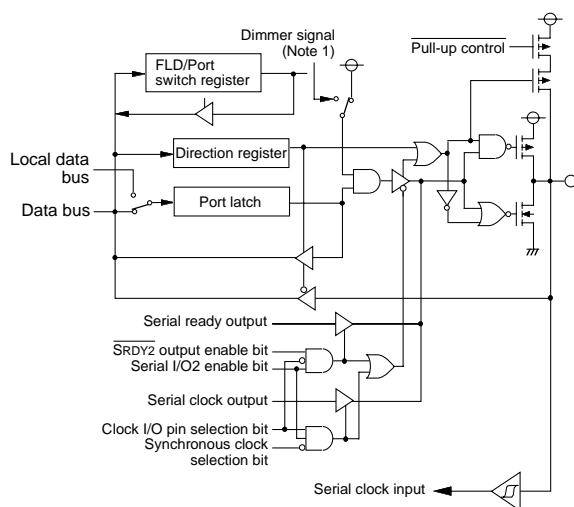 Dimmer signal
(Note 1)
Pull-up control
FLD/Port
switch register
Direction register
Local data
bus
Port latch
Data bus
Serial ready output
SRDY2 output enable bit
Serial I/O2 enable bit
Serial clock output
Clock I/O pin selection bit
Synchronous clock
selection bit
Serial clock input